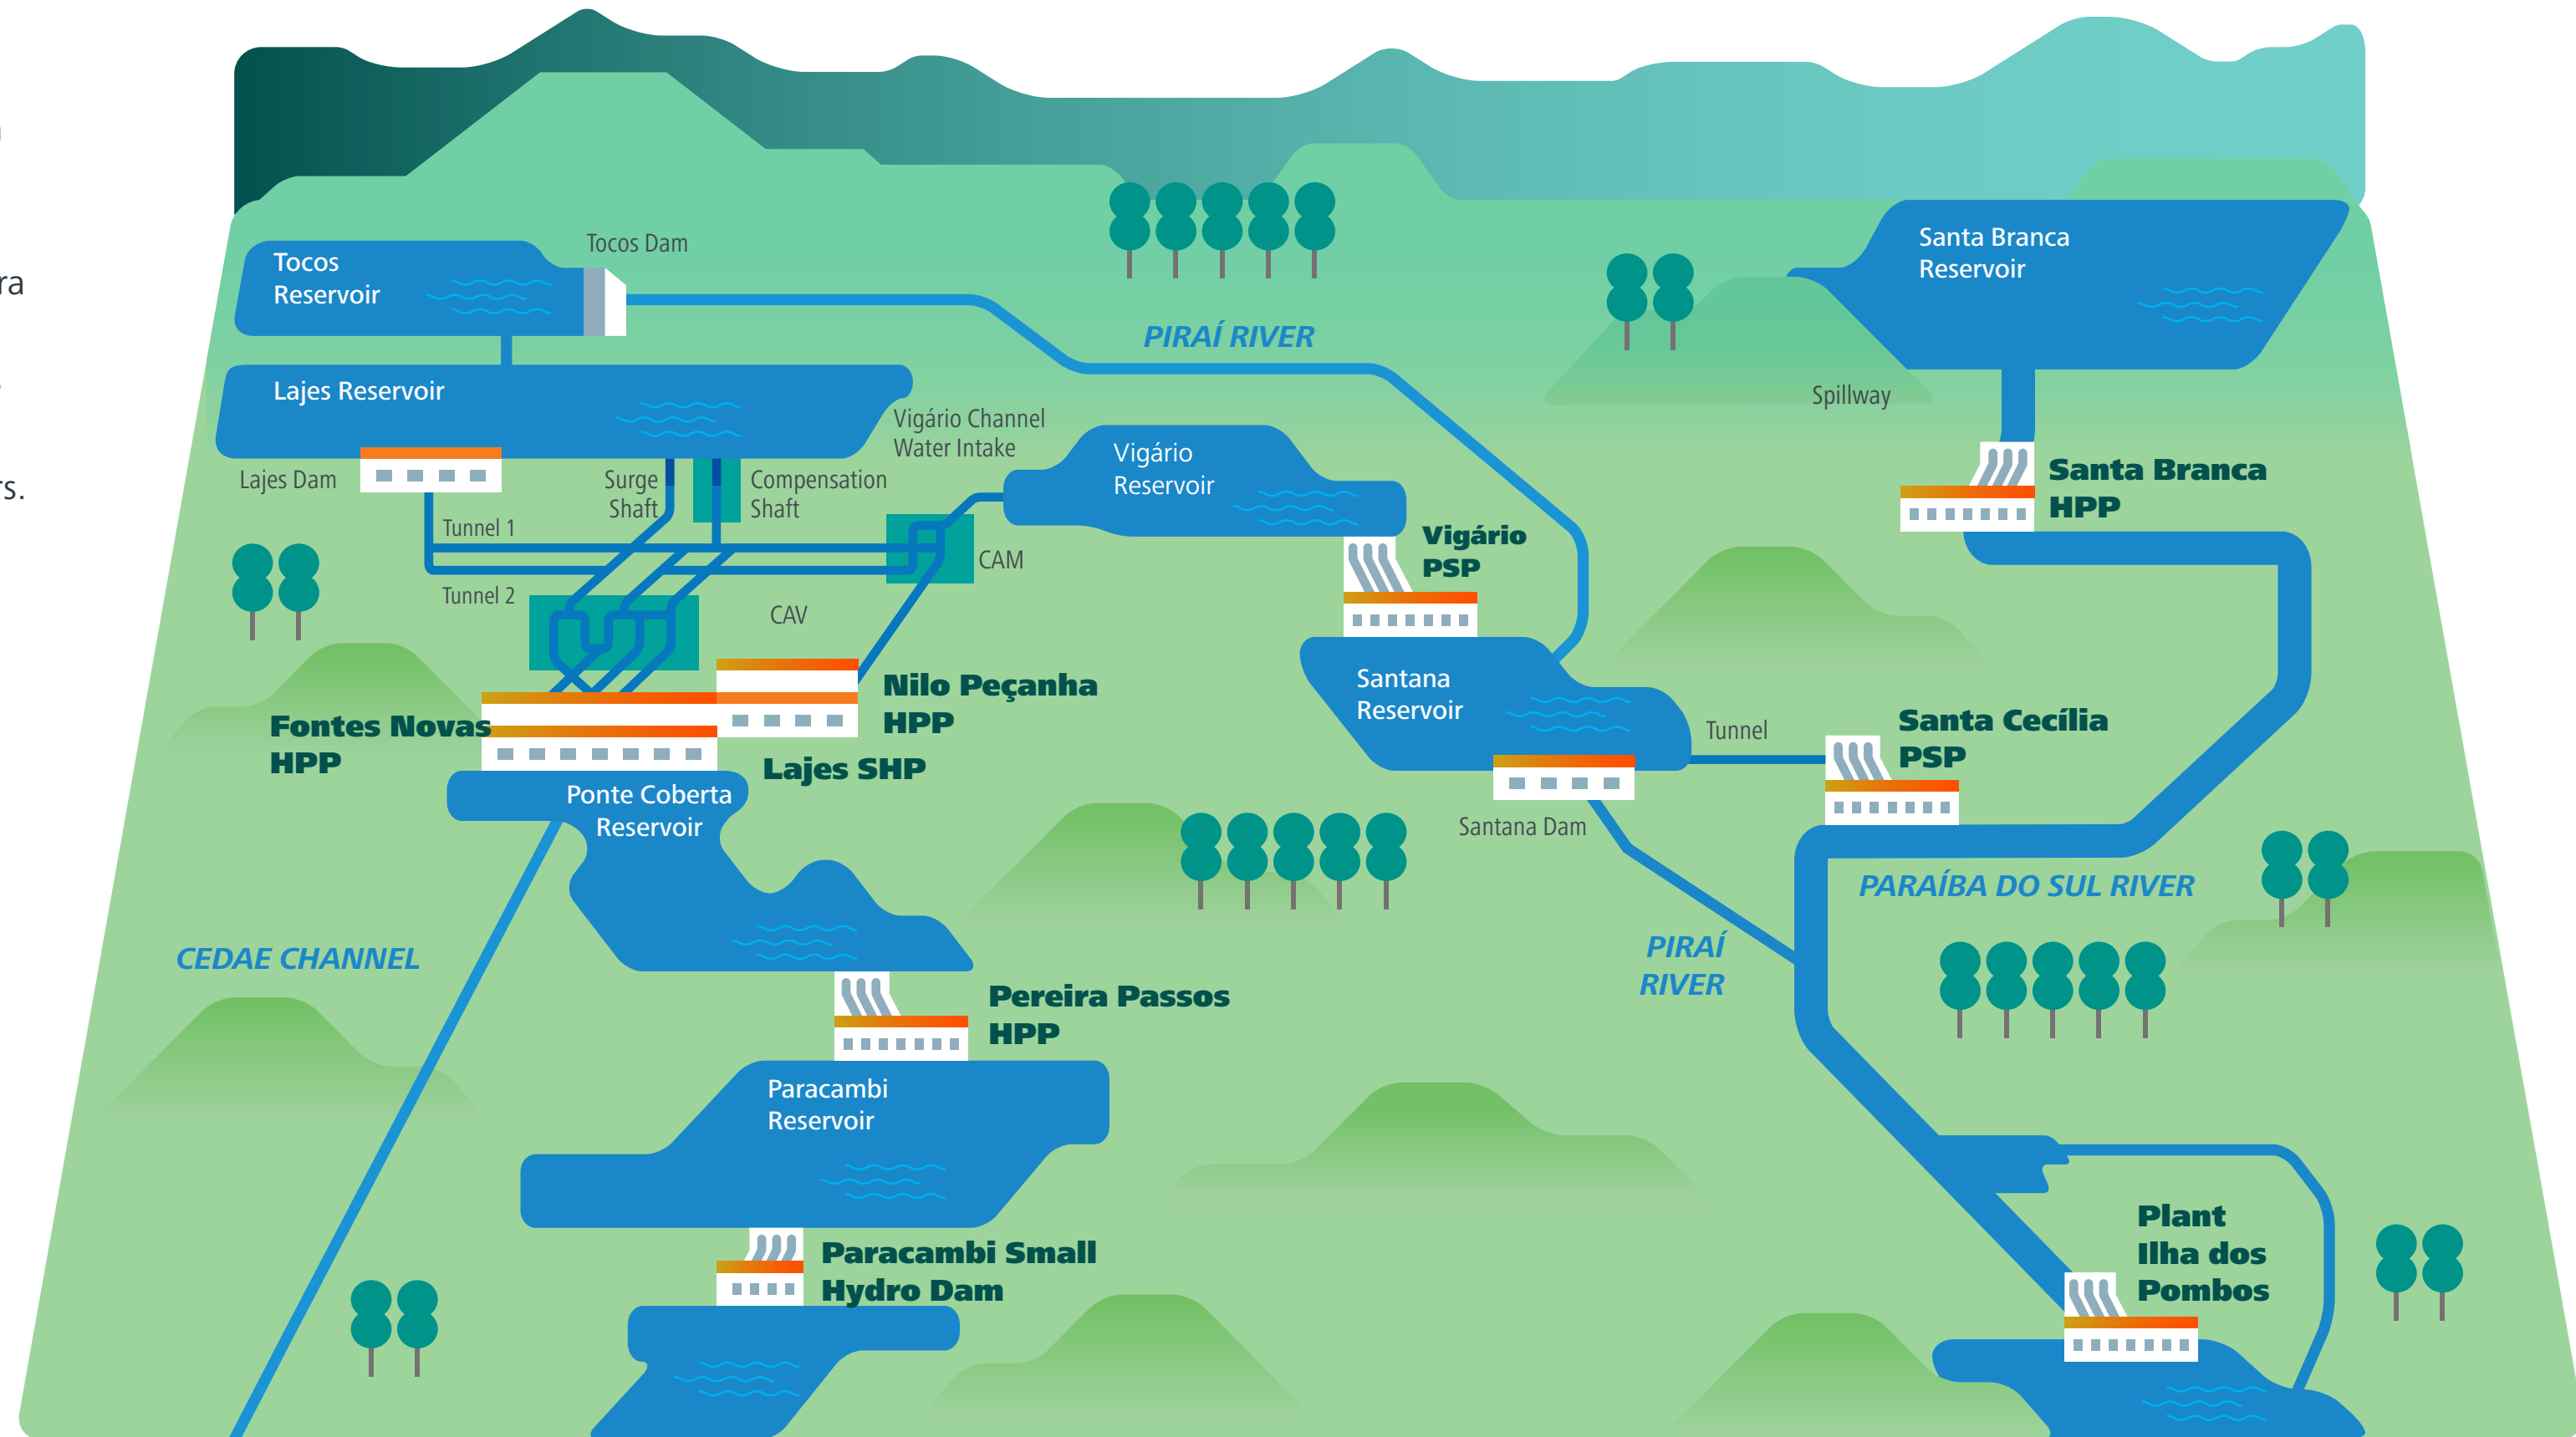 ra
rs.
Tocos Dam
Tocos
Reservoir
Santa Branca
Reservoir
PIRAÍ RIVER
Lajes Reservoir
Spillway
Vigário Channel
Water Intake
Vigário
Reservoir
Lajes Dam
Surge
Shaft
Compensation
Shaft
Santa Branca
HPP
Tunnel 1
Vigário
PSP
CAM
Tunnel 2
CAV
Nilo Peçanha
HPP
Santana
Reservoir
Fontes Novas
HPP
Tunnel
Santa Cecília
PSP
Lajes SHP
Ponte Coberta
Reservoir
Santana Dam
PARAÍBA DO SUL RIVER
CEDAE CHANNEL
PIRAÍ
RIVER
Pereira Passos
HPP
Paracambi
Reservoir
Plant
Ilha dos
Pombos
Paracambi Small
Hydro Dam